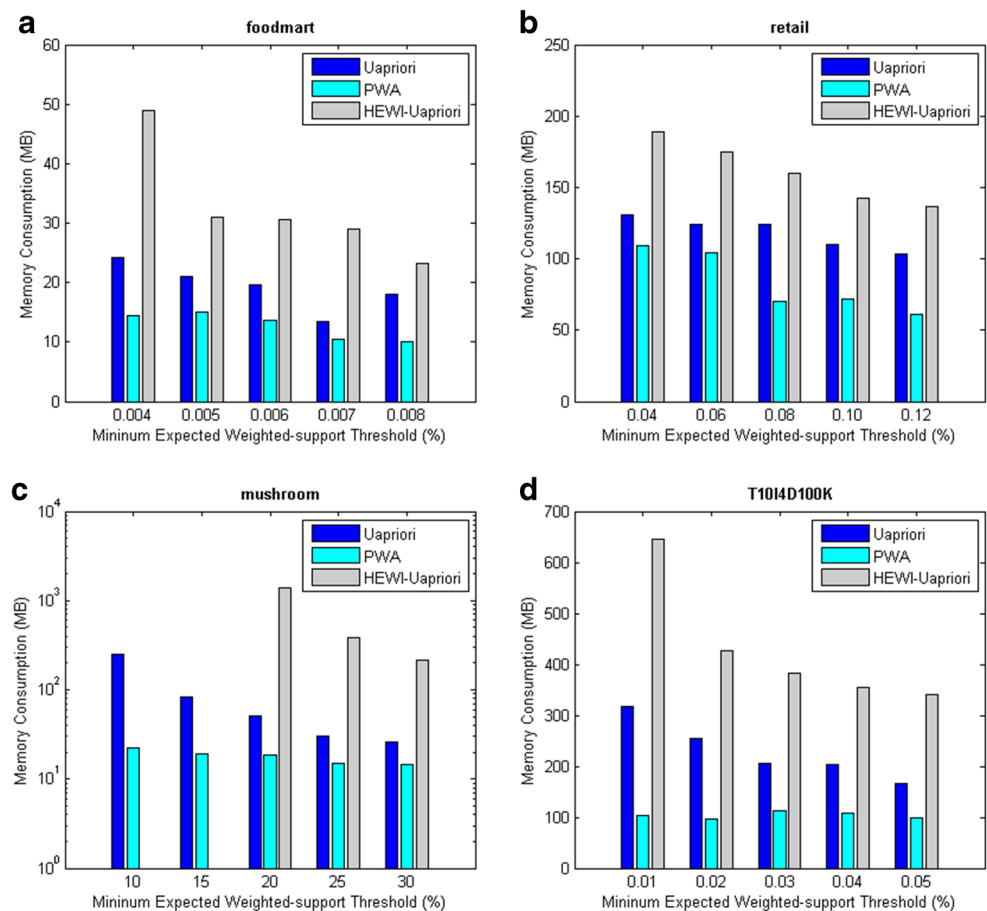 a
foodmart
Memory Consumption (MB)
60
50
40
30
20
10
0
Uapriori
PWA
HEWI-Uapriori
0.004 0.005 0.006 0.007 0.008
Mininum Expected Weighted-support Threshold (%)
b
retail
Memory Consumption (MB)
250
200
150
100
50
0
Uapriori
PWA
HEWI-Uapriori
0.04 0.06 0.08 0.10 0.12
Mininum Expected Weighted-support Threshold (%)
c
mushroom
Memory Consumption (MB)
10^4
10^3
10^2
10^1
10^0
Uapriori
PWA
HEWI-Uapriori
10 15 20 25 30
Mininum Expected Weighted-support Threshold (%)
d
T10I4D100K
Memory Consumption (MB)
700
600
500
400
300
200
100
0
Uapriori
PWA
HEWI-Uapriori
0.01 0.02 0.03 0.04 0.05
Mininum Expected Weighted-support Threshold (%)